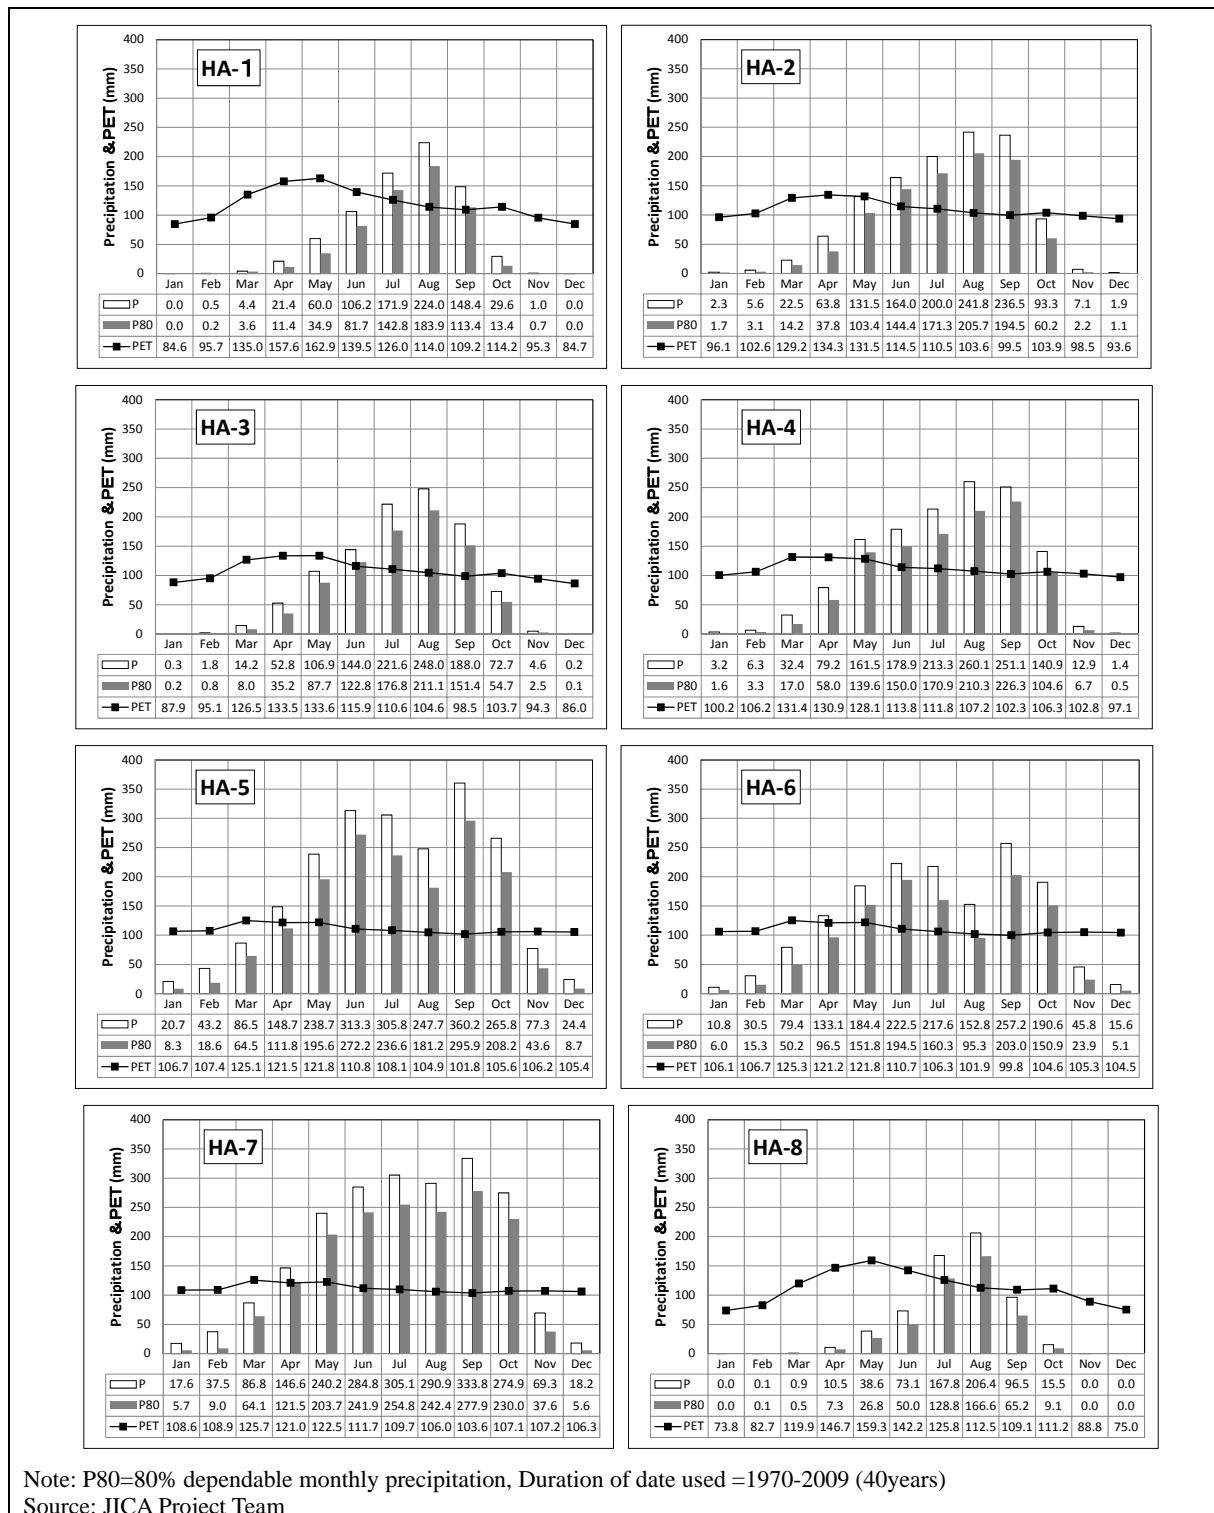 HA-1
Precipitation &PET (mm)
400
350
300
250
200
150
100
50
0
Jan Feb Mar Apr May Jun Jul Aug Sep Oct Nov Dec
P 0.0 0.5 4.4 21.4 60.0 106.2 171.9 224.0 148.4 29.6 1.0 0.0
P80 0.0 0.2 3.6 11.4 34.9 81.7 142.8 183.9 113.4 13.4 0.7 0.0
PET 84.6 95.7 135.0 157.6 162.9 139.5 126.0 114.0 109.2 114.2 95.3 84.7
HA-2
Precipitation &PET (mm)
400
350
300
250
200
150
100
50
0
Jan Feb Mar Apr May Jun Jul Aug Sep Oct Nov Dec
P 2.3 5.6 22.5 63.8 131.5 164.0 200.0 241.8 236.5 93.3 7.1 1.9
P80 1.7 3.1 14.2 37.8 103.4 144.4 171.3 205.7 194.5 60.2 2.2 1.1
PET 96.1 102.6 129.2 134.3 131.5 114.5 110.5 103.6 99.5 103.9 98.5 93.6
HA-3
Precipitation &PET (mm)
400
350
300
250
200
150
100
50
0
Jan Feb Mar Apr May Jun Jul Aug Sep Oct Nov Dec
P 0.3 1.8 14.2 52.8 106.9 144.0 221.6 248.0 188.0 72.7 4.6 0.2
P80 0.2 0.8 8.0 35.2 87.7 122.8 176.8 211.1 151.4 54.7 2.5 0.1
PET 87.9 95.1 126.5 133.5 133.6 115.9 110.6 104.6 98.5 103.7 94.3 86.0
HA-4
Precipitation &PET (mm)
400
350
300
250
200
150
100
50
0
Jan Feb Mar Apr May Jun Jul Aug Sep Oct Nov Dec
P 3.2 6.3 32.4 79.2 161.5 178.9 213.3 260.1 251.1 140.9 12.9 1.4
P80 1.6 3.3 17.0 58.0 139.6 150.0 170.9 210.3 226.3 104.6 6.7 0.5
PET 100.2 106.2 131.4 130.9 128.1 113.8 111.8 107.2 102.3 106.3 102.8 97.1
HA-5
Precipitation &PET (mm)
400
350
300
250
200
150
100
50
0
Jan Feb Mar Apr May Jun Jul Aug Sep Oct Nov Dec
P 20.7 43.2 86.5 148.7 238.7 313.3 305.8 247.7 360.2 265.8 77.3 24.4
P80 8.3 18.6 64.5 111.8 195.6 272.2 236.6 181.2 295.9 208.2 43.6 8.7
PET 106.7 107.4 125.1 121.5 121.8 110.8 108.1 104.9 101.8 105.6 106.2 105.4
HA-6
Precipitation &PET (mm)
400
350
300
250
200
150
100
50
0
Jan Feb Mar Apr May Jun Jul Aug Sep Oct Nov Dec
P 10.8 30.5 79.4 133.1 184.4 222.5 217.6 152.8 257.2 190.6 45.8 15.6
P80 6.0 15.3 50.2 96.5 151.8 194.5 160.3 95.3 203.0 150.9 23.9 5.1
PET 106.1 106.7 125.3 121.2 121.8 110.7 106.3 101.9 99.8 104.6 105.3 104.5
HA-7
Precipitation &PET (mm)
400
350
300
250
200
150
100
50
0
Jan Feb Mar Apr May Jun Jul Aug Sep Oct Nov Dec
P 17.6 37.5 86.8 146.6 240.2 284.8 305.1 290.9 333.8 274.9 69.3 18.2
P80 5.7 9.0 64.1 121.5 203.7 241.9 254.8 242.4 277.9 230.0 37.6 5.6
PET 108.6 108.9 125.7 121.0 122.5 111.7 109.7 106.0 103.6 107.1 107.2 106.3
HA-8
Precipitation &PET (mm)
400
350
300
250
200
150
100
50
0
Jan Feb Mar Apr May Jun Jul Aug Sep Oct Nov Dec
P 0.0 0.1 0.9 10.5 38.6 73.1 167.8 206.4 96.5 15.5 0.0 0.0
P80 0.0 0.1 0.5 7.3 26.8 50.0 128.8 166.6 65.2 9.1 0.0 0.0
PET 73.8 82.7 119.9 146.7 159.3 142.2 125.8 112.5 109.1 111.2 88.8 75.0
Note: P80=80% dependable monthly precipitation, Duration of date used =1970-2009 (40years)
Source: JICA Project Team